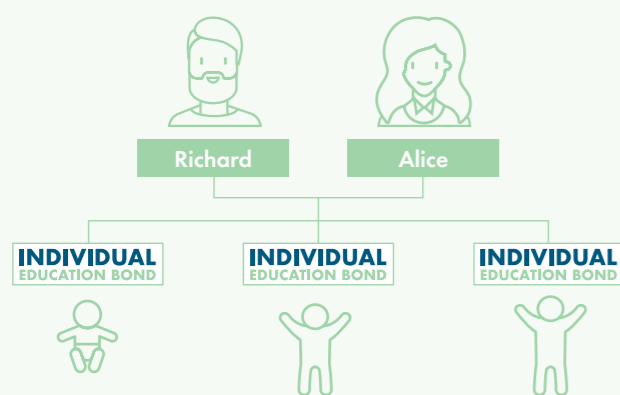 Richard
Alice
INDIVIDUAL
EDUCATION BOND
INDIVIDUAL
EDUCATION BOND
INDIVIDUAL
EDUCATION BOND